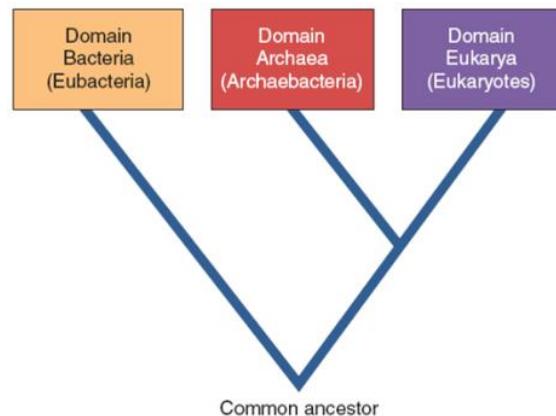 Domain
Bacteria
(Eubacteria)
Domain
Archaea
(Archaebacteria)
Domain
Eukarya
(Eukaryotes)
Common ancestor